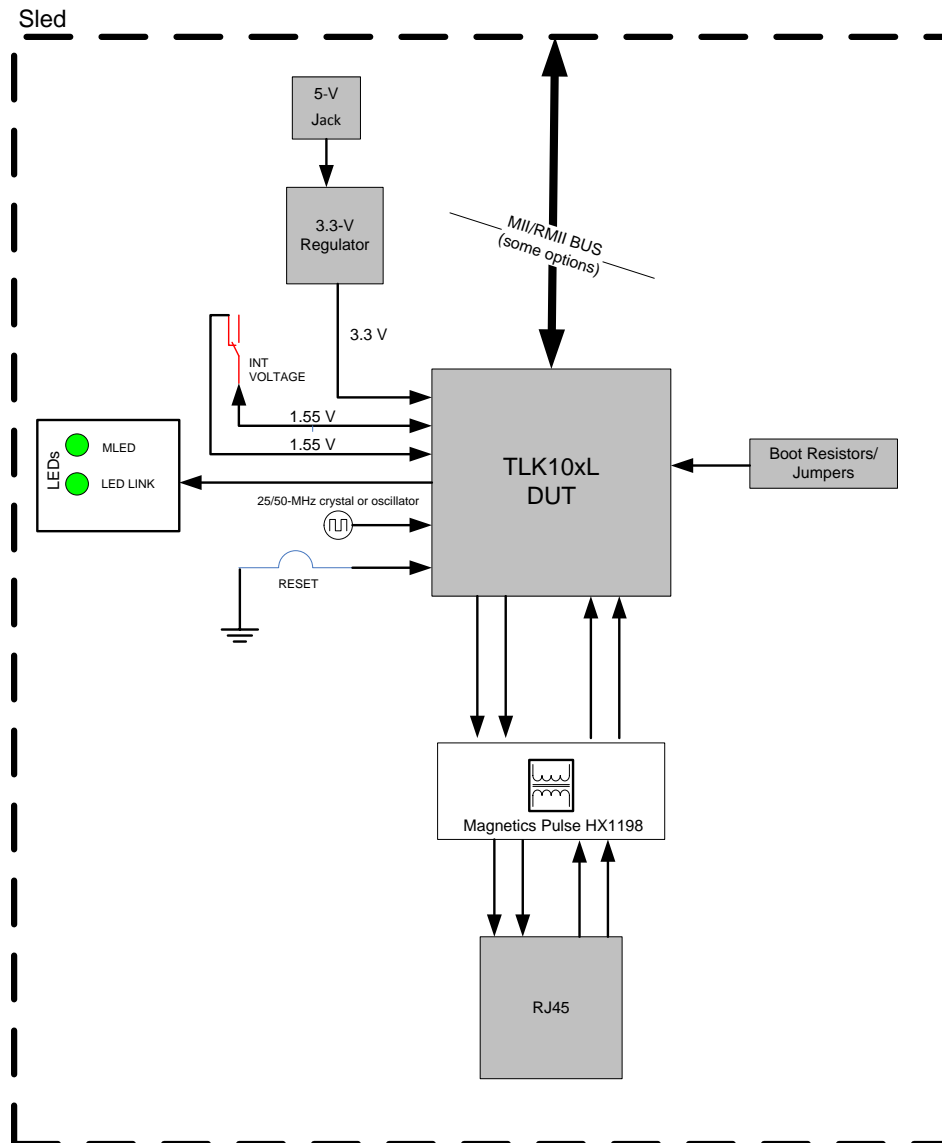 Sled
5-V
Jack
3.3-V
Regulator
MII/RMII BUS
(some options)
3.3 V
INT
VOLTAGE
1.55 V
1.55 V
LEDs
MLED
LED LINK
TLK10xL
DUT
Boot Resistors/
Jumpers
25/50-MHz crystal or oscillator
RESET
Magnetics Pulse HX1198
RJ45